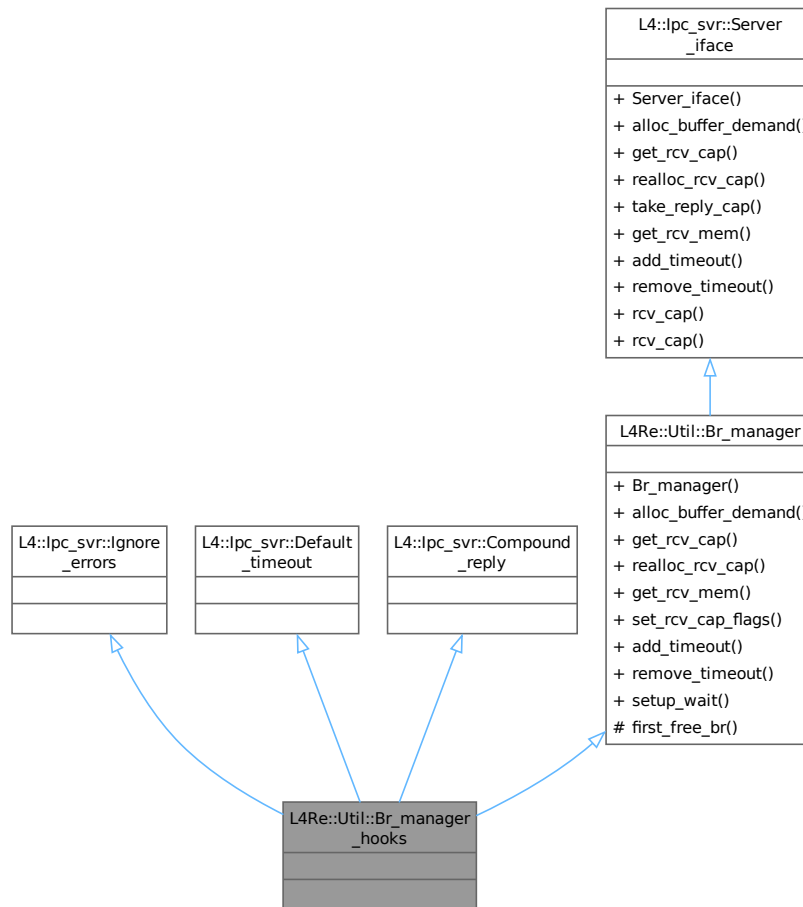 L4::Ipc_svr::Server
_iface
+ Server_iface()
+ alloc_buffer_demand()
+ get_rcv_cap()
+ realloc_rcv_cap()
+ take_reply_cap()
+ get_rcv_mem()
+ add_timeout()
+ remove_timeout()
+ rcv_cap()
+ rcv_cap()
L4Re::Util::Br_manager
+ Br_manager()
+ alloc_buffer_demand()
+ get_rcv_cap()
+ realloc_rcv_cap()
+ get_rcv_mem()
+ set_rcv_cap_flags()
+ add_timeout()
+ remove_timeout()
+ setup_wait()
# first_free_br()
L4::Ipc_svr::Ignore
_errors
L4::Ipc_svr::Default
_timeout
L4::Ipc_svr::Compound
_reply
L4Re::Util::Br_manager
_hooks